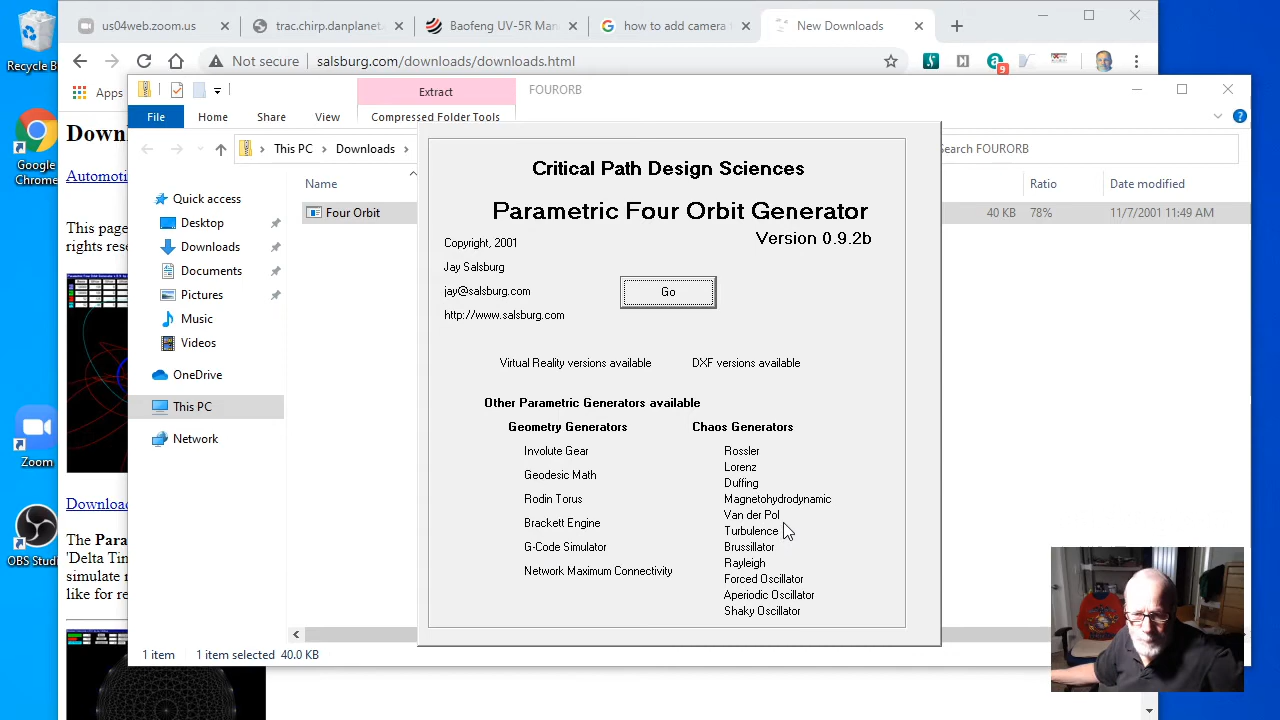 us04web.zoom.us
trac.chirp.danplanet.
Baofeng UV-5R Man
how to add camera
New Downloads
Not secure
salsburg.com/downloads/downloads.html
9
Apps
Recycle B
Google
Chrome
Zoom
OBS Studi
Extract
FOURORB
File
Home
Share
View
Compressed Folder Tools
This PC
Downloads
Search FOURORB
Name
Ratio
Date modified
Four Orbit
40 KB
78%
11/7/2001 11:49 AM
Quick access
Desktop
Downloads
Documents
Pictures
Music
Videos
OneDrive
This PC
Network
1 item
1 item selected 40.0 KB
Down
Automoti
This page
rights rese
Download
The Para
'Delta Tin
simulate r
like for re
Critical Path Design Sciences
Parametric Four Orbit Generator
Version 0.9.2b
Copyright, 2001
Jay Salsburg
jay@salsburg.com
http://www.salsburg.com
Go
Virtual Reality versions available
DXF versions available
Other Parametric Generators available
Geometry Generators
Involute Gear
Geodesic Math
Rodin Torus
Brackett Engine
G-Code Simulator
Network Maximum Connectivity
Chaos Generators
Rossler
Lorenz
Duffing
Magnetohydrodynamic
Van der Pol
Turbulence
Brussillator
Rayleigh
Forced Oscillator
Aperiodic Oscillator
Shaky Oscillator